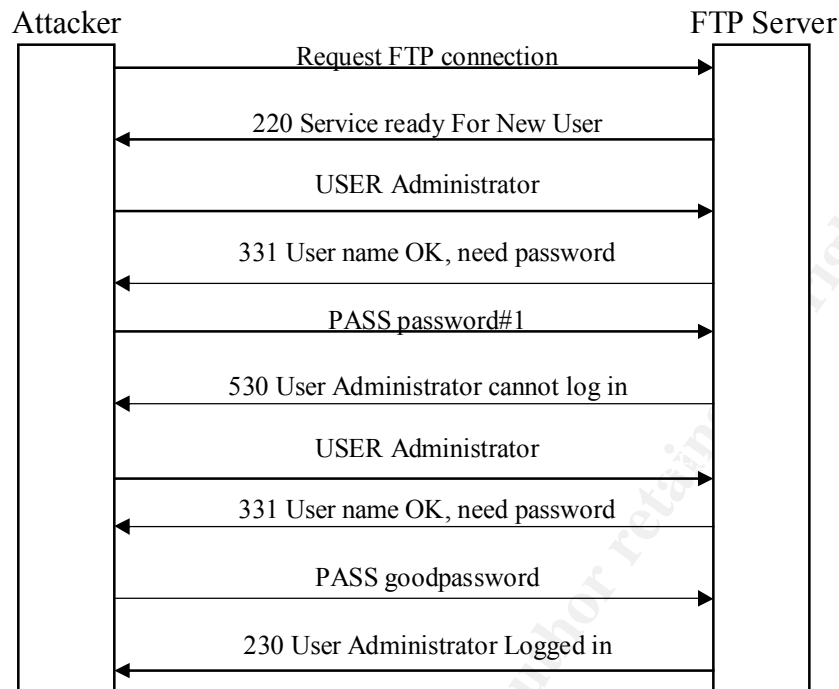 Attacker
FTP Server
Request FTP connection
220 Service ready For New User
USER Administrator
331 User name OK, need password
PASS password#1
530 User Administrator cannot log in
USER Administrator
331 User name OK, need password
PASS goodpassword
230 User Administrator Logged in